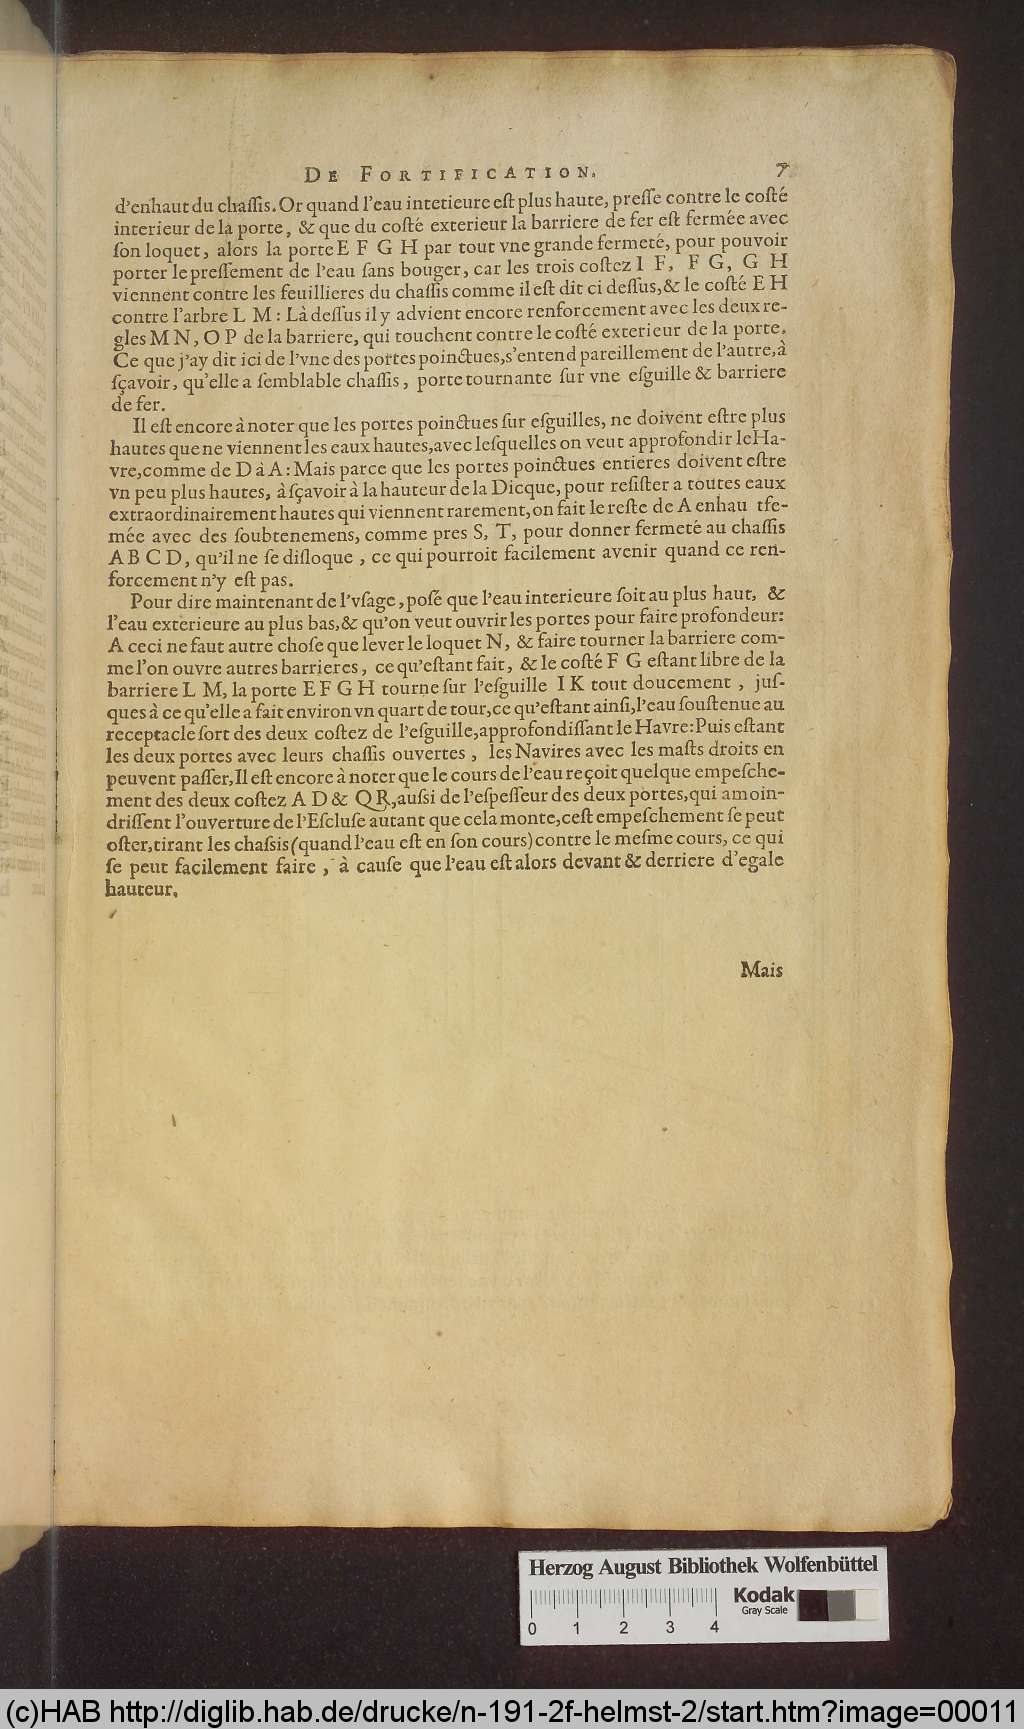 DE FORTIFICATION. 7
d'enhaut du chaſſis. Or quand l'eau intetieure eſt plus haute, preſſe contre le coſté
interieur de la porte, & que du coſté exterieur la barriere de fer eſt fermée avec
ſon loquet, alors la porte E F G H par tout vne grande fermeté, pour pouvoir
porter le preſſement de l'eau ſans bouger, car les trois coſtez I F, F G, G H
viennent contre les feuillieres du chaſſis comme il eſt dit ci deſſus, & le coſté E H
contre l'arbre L M : Là deſſus il y advient encore renforcement avec les deux re-
gles M N, O P de la barriere, qui touchent contre le coſté exterieur de la porte.
Ce que j'ay dit ici de l'vne des portes poinctues, s'entend pareillement de l'autre, à
ſçavoir, qu'elle a ſemblable chaſſis, porte tournante ſur vne eſguille & barriere
de fer.
Il eſt encore à noter que les portes poinctues ſur eſguilles, ne doivent eſtre plus
hautes que ne viennent les eaux hautes, avec leſquelles on veut approfondir le Ha-
vre, comme de D à A : Mais parce que les portes poinctues entieres doivent eſtre
vn peu plus hautes, à ſçavoir à la hauteur de la Dicque, pour reſiſter a toutes eaux
extraordinairement hautes qui viennent rarement, on fait le reſte de A enhau tfe-
mée avec des ſoubtenemens, comme pres S, T, pour donner fermeté au chaſſis
A B C D, qu'il ne ſe diſloque, ce qui pourroit facilement avenir quand ce ren-
forcement n'y eſt pas.
Pour dire maintenant de l'vſage, poſé que l'eau interieure ſoit au plus haut, &
l'eau exterieure au plus bas, & qu'on veut ouvrir les portes pour faire profondeur:
A ceci ne faut autre choſe que lever le loquet N, & faire tourner la barriere com-
me l'on ouvre autres barrieres, ce qu'eſtant fait, & le coſté F G eſtant libre de la
barriere L M, la porte E F G H tourne ſur l'eſguille I K tout doucement, juſ-
ques à ce qu'elle a fait environ vn quart de tour, ce qu'eſtant ainſi, l'eau ſouſtenue au
receptacle ſort des deux coſtez de l'eſguille, approfondiſſant le Havre: Puis eſtant
les deux portes avec leurs chaſſis ouvertes, les Navires avec les maſts droits en
peuvent paſſer, Il eſt encore à noter que le cours de l'eau reçoit quelque empeſche-
ment des deux coſtez A D & QR, auſsi de l'eſpeſſeur des deux portes, qui amoin-
driſſent l'ouverture de l'Eſcluſe autant que cela monte, ceſt empeſchement ſe peut
oſter, tirant les chaſsis (quand l'eau eſt en ſon cours) contre le meſme cours, ce qui
ſe peut facilement faire, à cauſe que l'eau eſt alors devant & derriere d'egale
hauteur.
Mais
Herzog August Bibliothek Wolfenbüttel
Kodak
Gray Scale
0 1 2 3 4
(c)HAB http://diglib.hab.de/drucke/n-191-2f-helmst-2/start.htm?image=00011